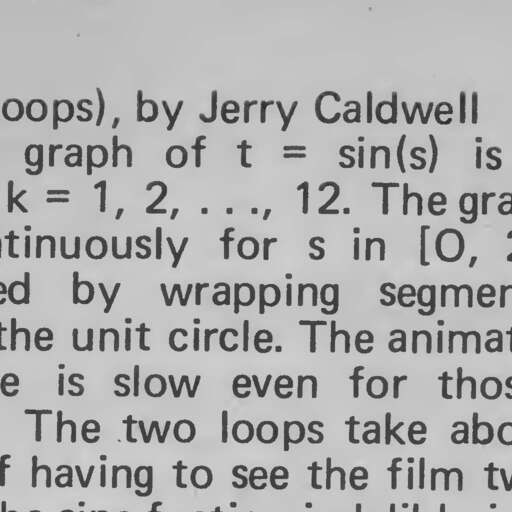 oops), by Jerry Caldwell
graph of t = sin(s) is
k = 1, 2, . . ., 12. The gra
tinuously for s in [O, 2
ed by wrapping segmen
the unit circle. The animat
e is slow even for thos
The two loops take abo
f having to see the film tw